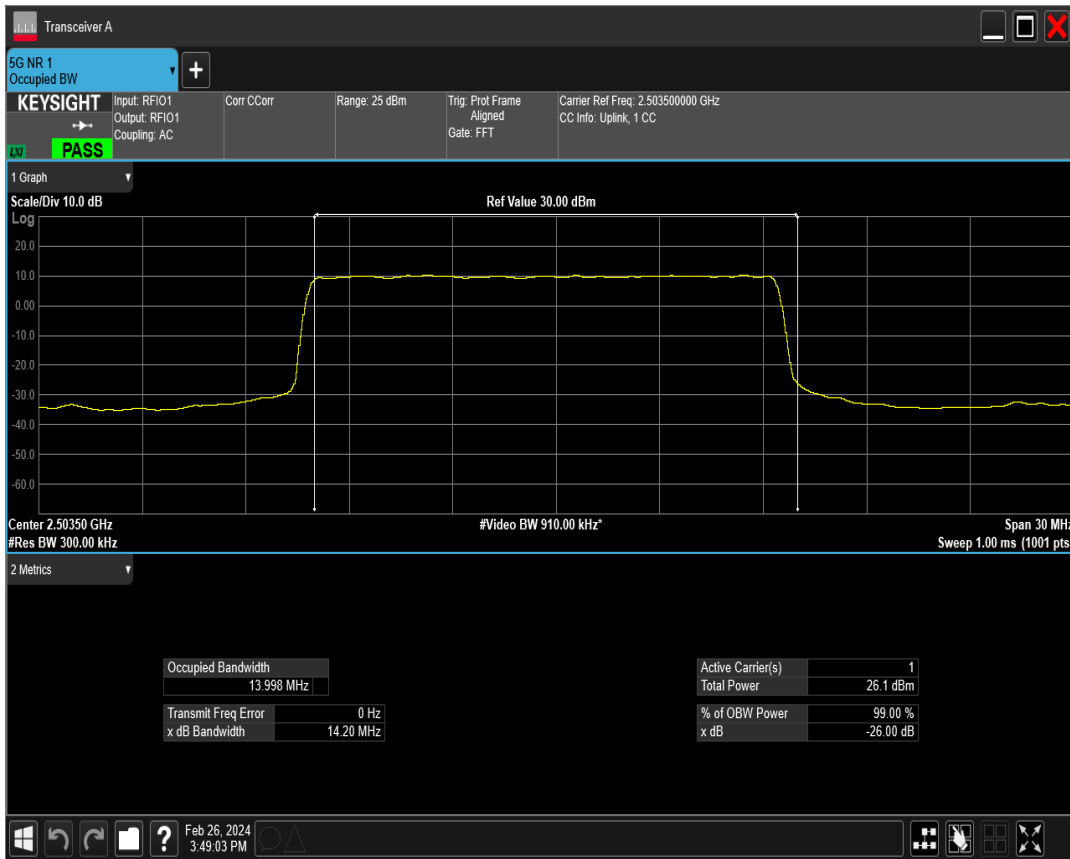 Transceiver A
5G NR 1
Occupied BW
+
KEYSIGHT
LXI
PASS
Input: RFIO1
Output: RFIO1
Coupling: AC
Corr CCorr
Range: 25 dBm
Trig: Prot Frame
Aligned
Gate: FFT
Carrier Ref Freq: 2.503500000 GHz
CC Info: Uplink, 1 CC
1 Graph
Scale/Div 10.0 dB
Ref Value 30.00 dBm
Log
20.0
10.0
0.00
-10.0
-20.0
-30.0
-40.0
-50.0
-60.0
Center 2.50350 GHz
#Video BW 910.00 kHz*
Span 30 MHz
#Res BW 300.00 kHz
Sweep 1.00 ms (1001 pts
2 Metrics
Occupied Bandwidth
13.998 MHz
Transmit Freq Error 0 Hz
x dB Bandwidth 14.20 MHz
Active Carrier(s) 1
Total Power 26.1 dBm
% of OBW Power 99.00 %
x dB -26.00 dB
?
Feb 26, 2024
3:49:03 PM